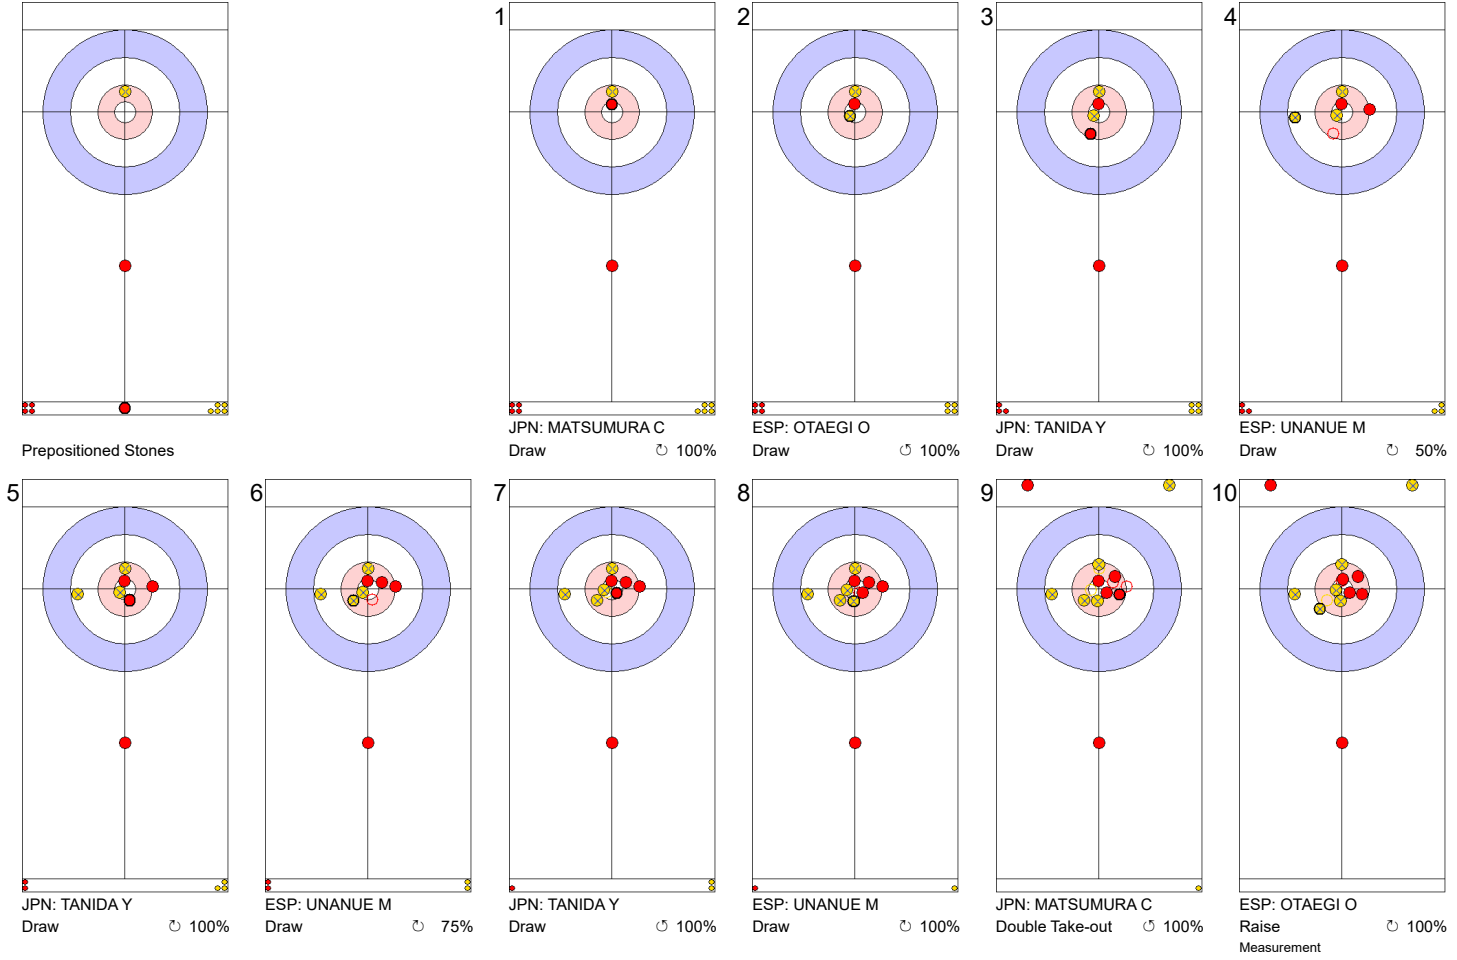 Prepositioned Stones
1
JPN: MATSUMURA C
Draw ↻ 100%
2
ESP: OTAEGI O
Draw ↺ 100%
3
JPN: TANIDA Y
Draw ↻ 100%
4
ESP: UNANUE M
Draw ↻ 50%
5
JPN: TANIDA Y
Draw ↻ 100%
6
ESP: UNANUE M
Draw ↻ 75%
7
JPN: TANIDA Y
Draw ↺ 100%
8
ESP: UNANUE M
Draw ↻ 100%
9
JPN: MATSUMURA C
Double Take-out ↺ 100%
10
ESP: OTAEGI O
Raise ↻ 100%
Measurement